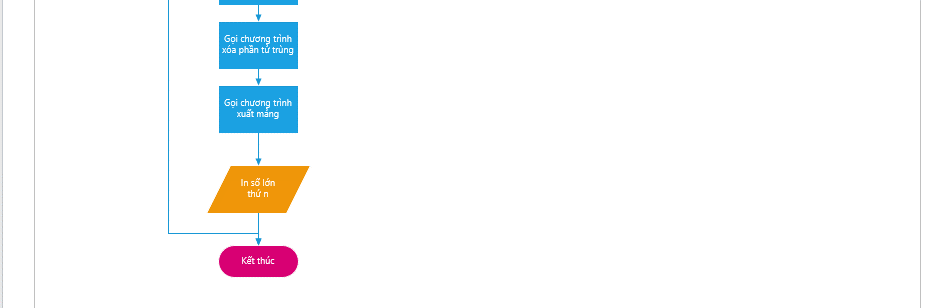 Gọi chương trình
xóa phần tử trùng
Gọi chương trình
xuất mảng
In số lớn
thứ n
Kết thúc